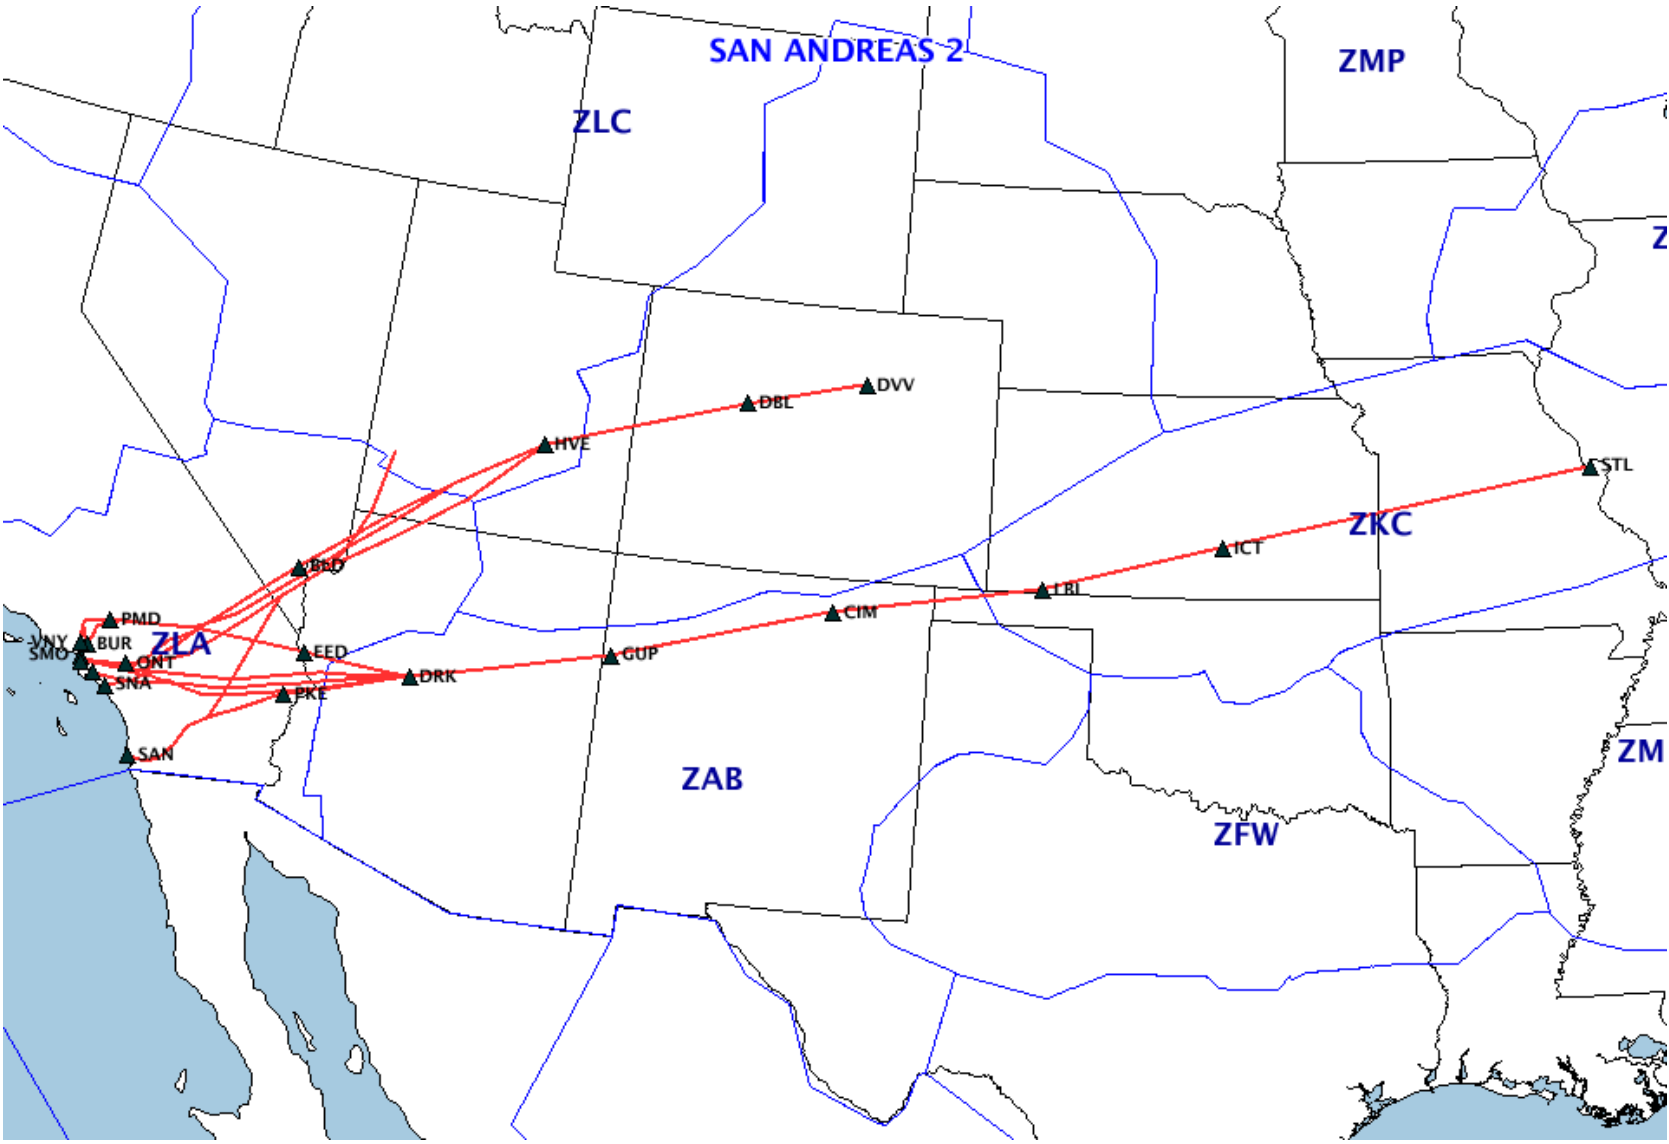 SAN ANDREAS 2
ZMP
ZLC
Z
DVV
DBL
HVE
STL
ZKC
ICT
BLD
LBL
CIM
PMD
VNY
BUR
ZLA
SMO
EED
GUP
ONT
DRK
SNA
PKE
SAN
ZM
ZAB
ZFW